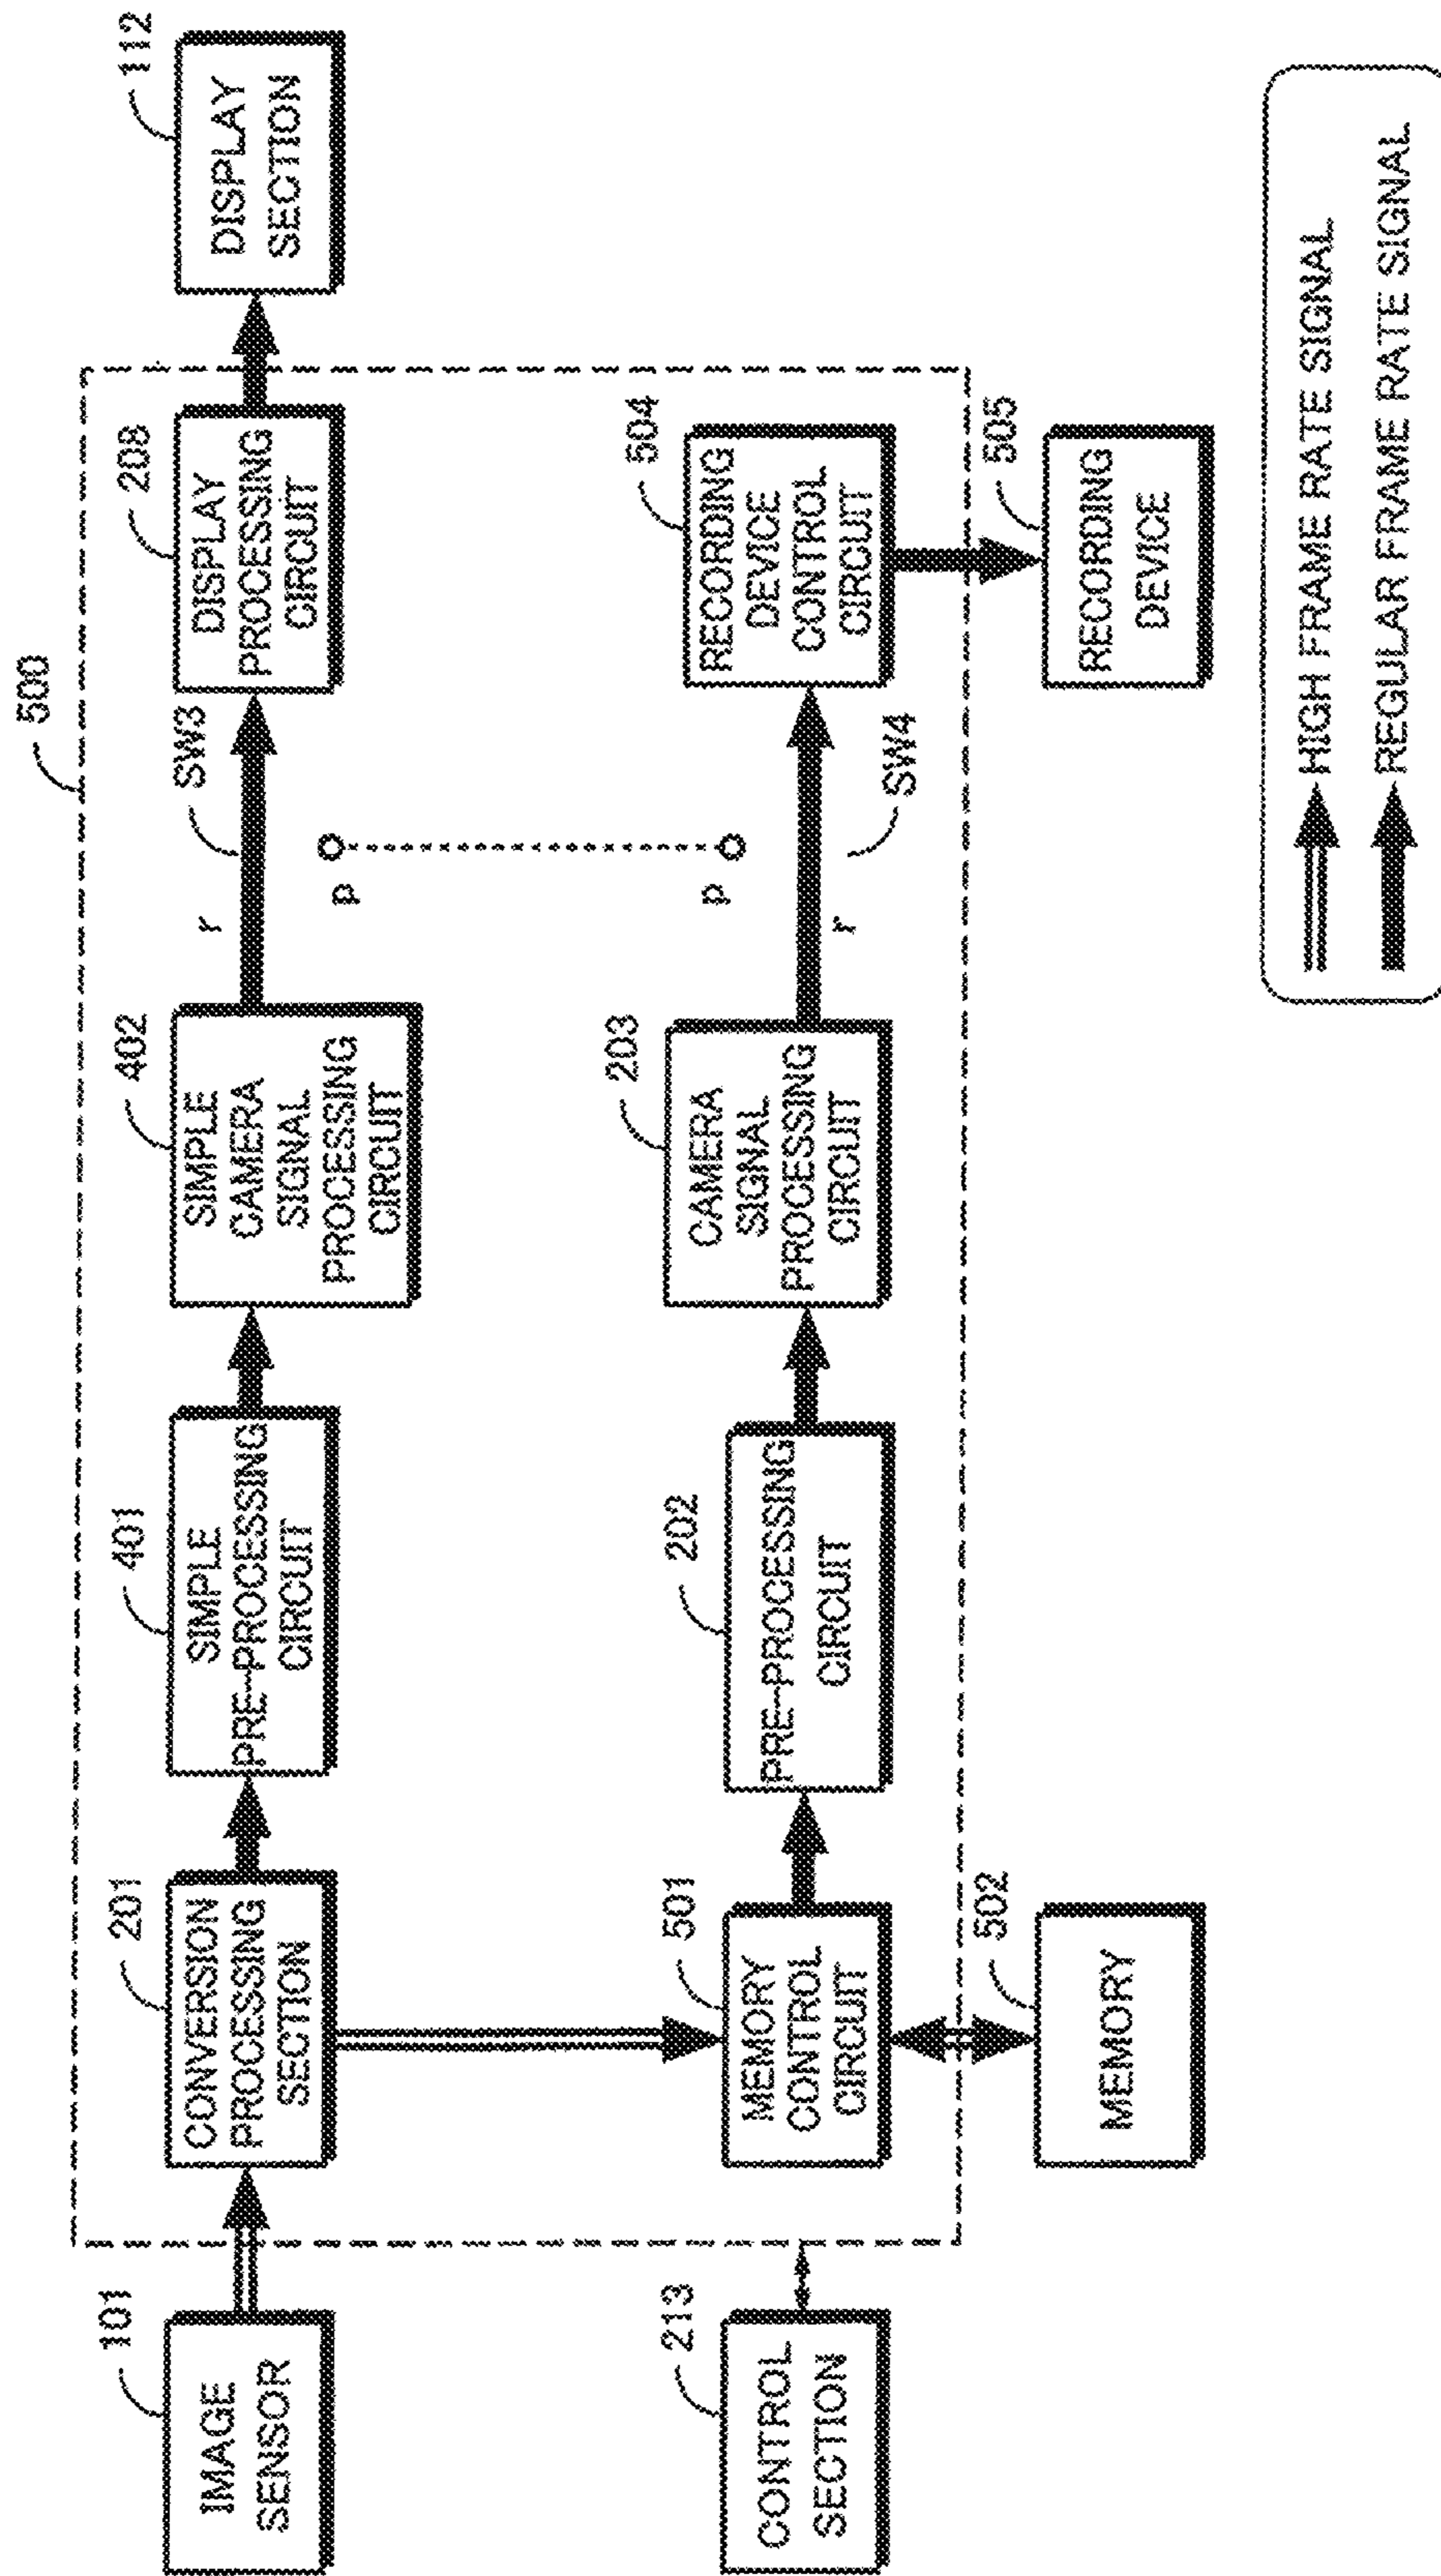 500
101
IMAGE
SENSOR
201
CONVERSION
PROCESSING
SECTION
401
SIMPLE
PRE-PROCESSING
CIRCUIT
402
SIMPLE
CAMERA
SIGNAL
PROCESSING
CIRCUIT
r
SW3
p
208
DISPLAY
PROCESSING
CIRCUIT
112
DISPLAY
SECTION
213
CONTROL
SECTION
501
MEMORY
CONTROL
CIRCUIT
202
PRE-PROCESSING
CIRCUIT
203
CAMERA
SIGNAL
PROCESSING
CIRCUIT
p
r
SW4
504
RECORDING
DEVICE
CONTROL
CIRCUIT
502
MEMORY
505
RECORDING
DEVICE
HIGH FRAME RATE SIGNAL
REGULAR FRAME RATE SIGNAL